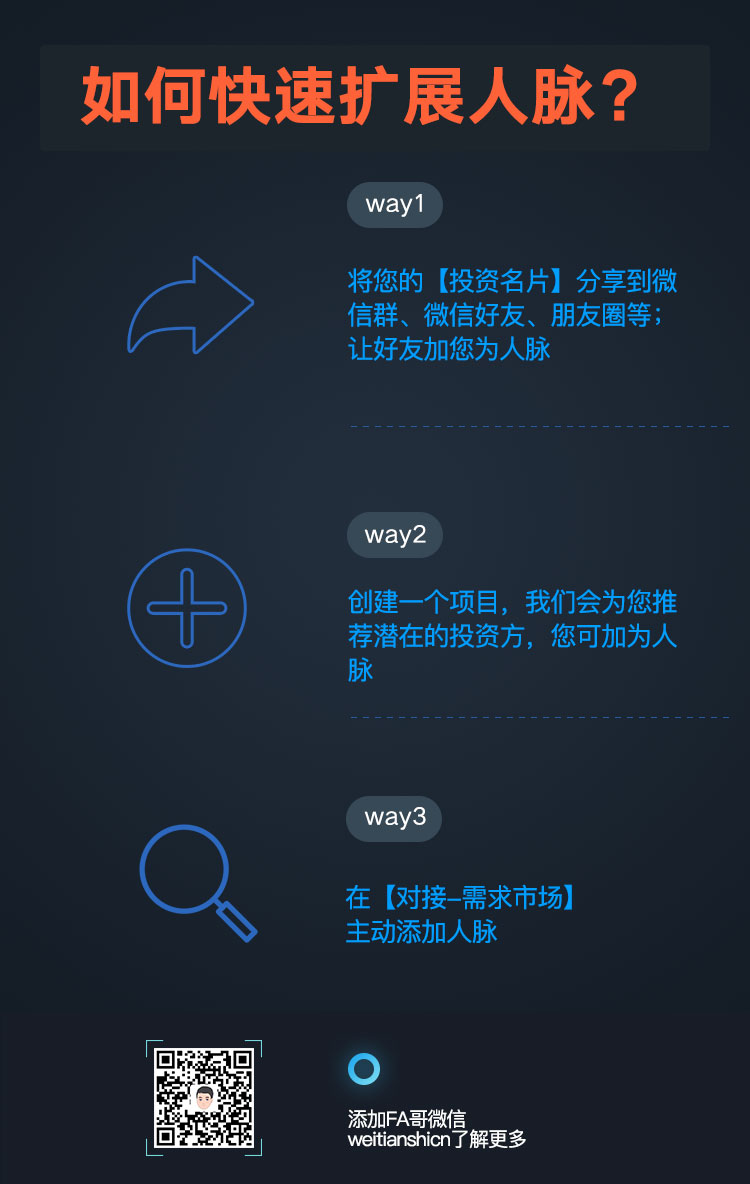 如何快速扩展人脉?
way1
将您的【投资名片】分享到微
信群、微信好友、朋友圈等；
让好友加您为人脉
way2
创建一个项目，我们会为您推
荐潜在的投资方，您可加为人
脉
way3
在【对接-需求市场】
主动添加人脉
添加FA哥微信
weitianshicn了解更多